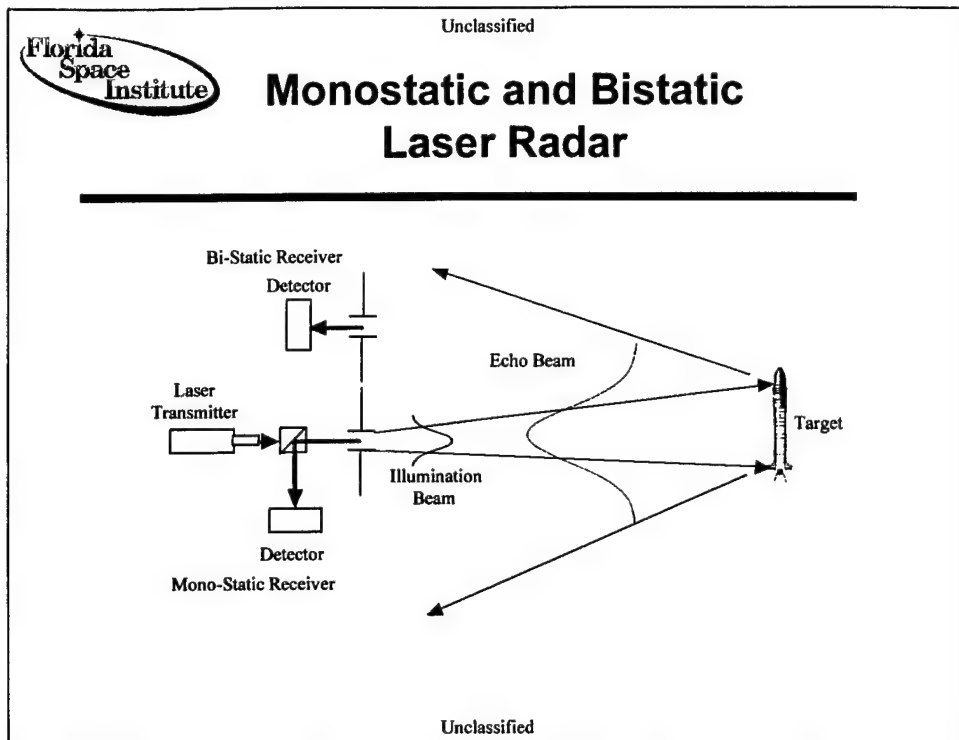 Unclassified
Florida
Space
Institute
Monostatic and Bistatic
Laser Radar
Bi-Static Receiver
Detector
Echo Beam
Laser
Transmitter
Target
Illumination
Beam
Detector
Mono-Static Receiver
Unclassified